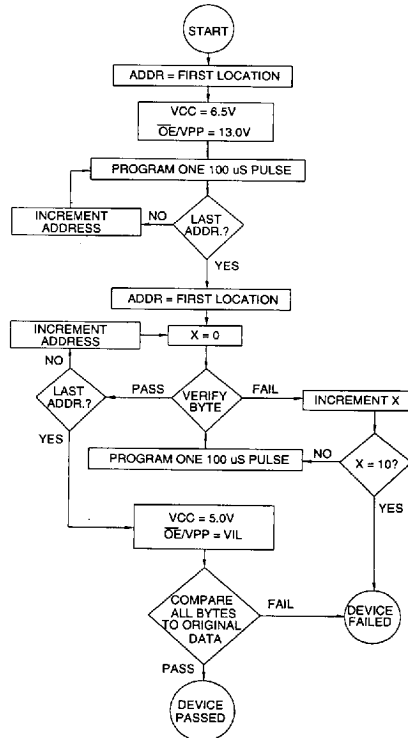 START
ADDR = FIRST LOCATION
VCC = 6.5V
OE/VPP = 13.0V
PROGRAM ONE 100 uS PULSE
INCREMENT
ADDRESS
NO
LAST
ADDR.?
YES
ADDR = FIRST LOCATION
INCREMENT
ADDRESS
X = 0
NO
LAST
ADDR.?
PASS
VERIFY
BYTE
FAIL
INCREMENT X
YES
PROGRAM ONE 100 uS PULSE
NO
X = 10?
YES
VCC = 5.0V
OE/VPP = VIL
COMPARE
ALL BYTES
TO ORIGINAL
DATA
FAIL
DEVICE
FAILED
PASS
DEVICE
PASSED